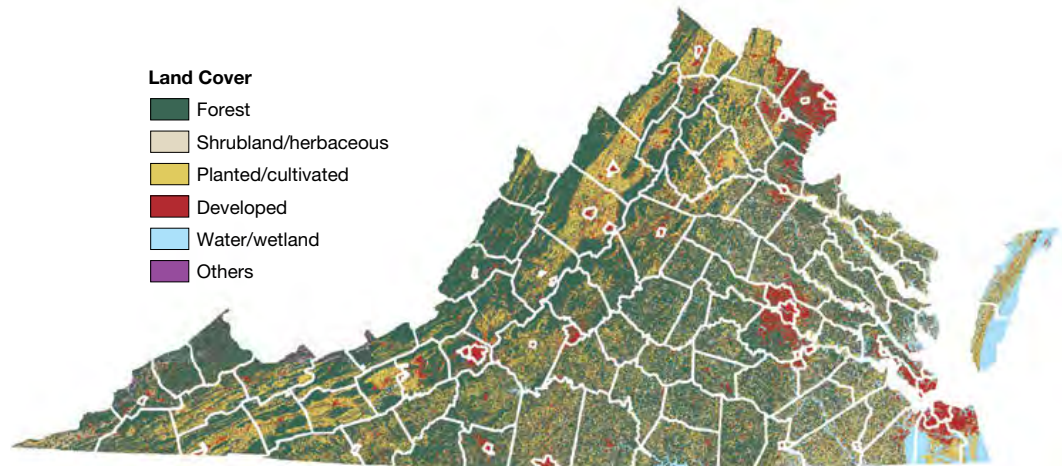 Land Cover
Forest
Shrubland/herbaceous
Planted/cultivated
Developed
Water/wetland
Others